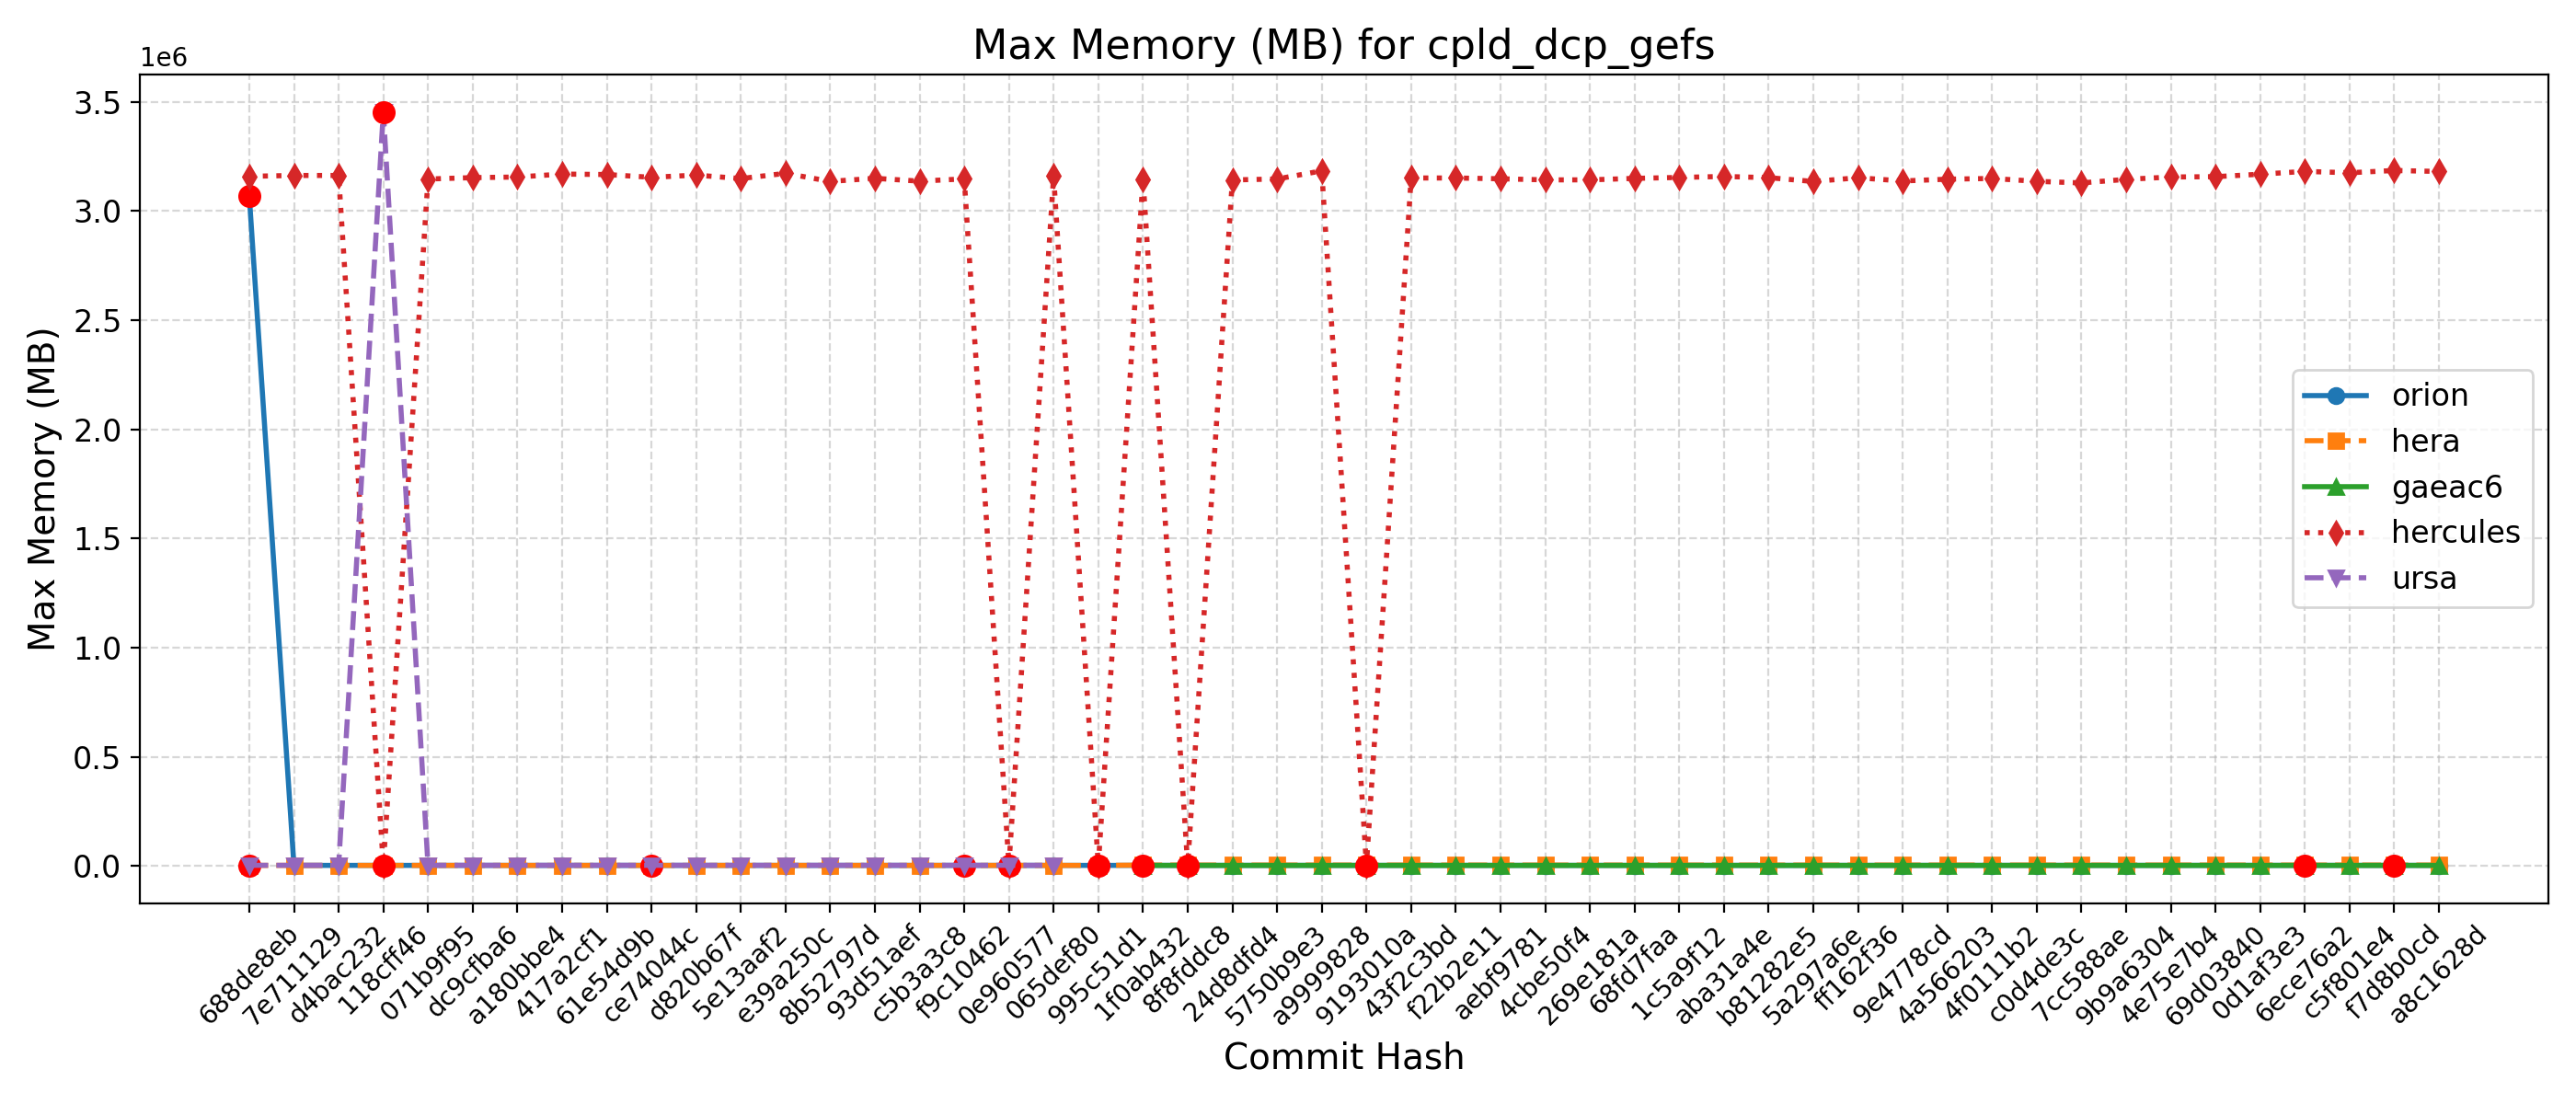 Max Memory (MB) for cpld_dcp_gefs
1e6
3.5
3.0
2.5
2.0
1.5
1.0
0.5
0.0
Max Memory (MB)
orion
hera
gaeac6
hercules
ursa
688de8eb
7e711129
d4bac232
118cff46
071b9f95
dc9cfba6
a180bbe4
417a2cf1
61e54d9b
ce74044c
d820b67f
5e13aaf2
e39a250c
8b52797d
93d51aef
c5b3a3c8
f9c10462
0e960577
065def80
995c51d1
1f0ab432
8f8fddc8
24d8dfd4
5750b9e3
a9999828
9193010a
43f2c3bd
f22b2e11
aebf9781
4cbe50f4
269e181a
68fd7faa
1c5a9f12
aba31a4e
b81282e5
5a297a6e
ff162f36
9e4778cd
4a566203
4f0111b2
c0d4de3c
7cc588ae
9b9a6304
4e75e7b4
69d03840
0d1af3e3
6ece76a2
c5f801e4
f7d8b0cd
a8c1628d
Commit Hash